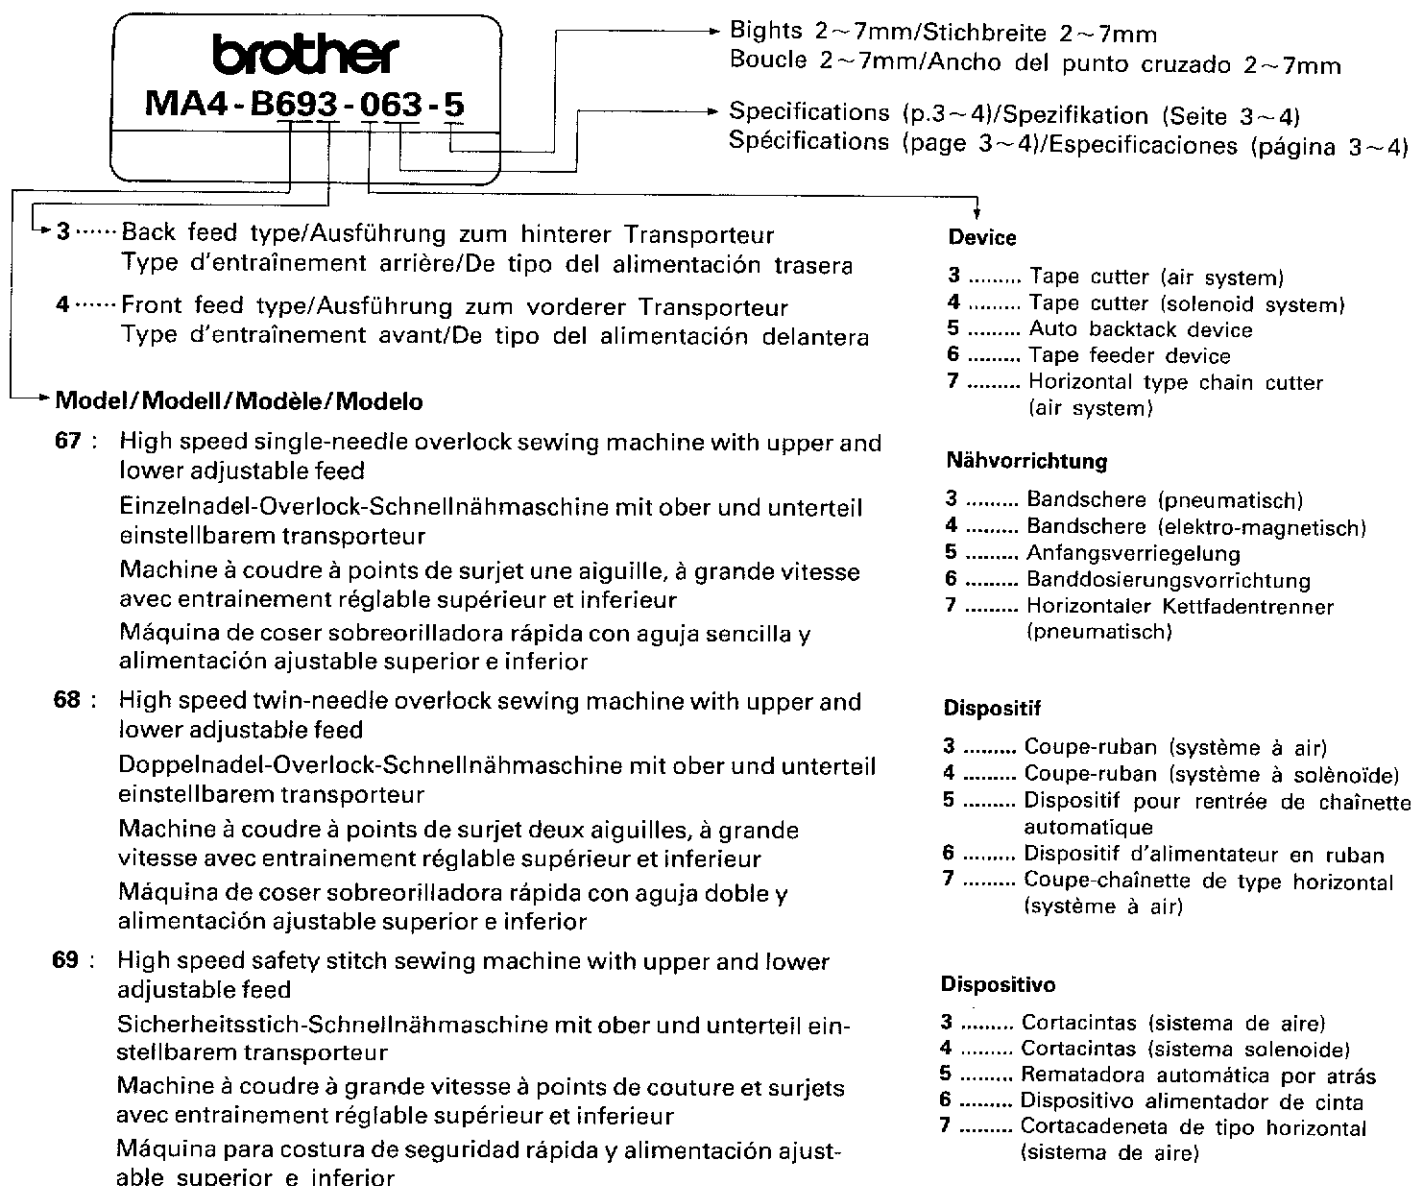 brother
MA4-B693-063-5
Bights 2~7mm/Stichbreite 2~7mm
Boucle 2~7mm/Ancho del punto cruzado 2~7mm
Specifications (p.3~4)/Spezifikation (Seite 3~4)
Spécifications (page 3~4)/Especificaciones (página 3~4)
3 ······ Back feed type/Ausführung zum hinterer Transporteur
Type d'entraînement arrière/De tipo del alimentación trasera
4 ······ Front feed type/Ausführung zum vorderer Transporteur
Type d'entraînement avant/De tipo del alimentación delantera
Model/Modell/Modèle/Modelo
67 : High speed single-needle overlock sewing machine with upper and
lower adjustable feed
Einzelnadel-Overlock-Schnellnähmaschine mit ober und unterteil
einstellbarem transporteur
Machine à coudre à points de surjet une aiguille, à grande vitesse
avec entrainement réglable supérieur et inferieur
Máquina de coser sobreorilladora rápida con aguja sencilla y
alimentación ajustable superior e inferior
68 : High speed twin-needle overlock sewing machine with upper and
lower adjustable feed
Doppelnadel-Overlock-Schnellnähmaschine mit ober und unterteil
einstellbarem transporteur
Machine à coudre à points de surjet deux aiguilles, à grande
vitesse avec entrainement réglable supérieur et inferieur
Máquina de coser sobreorilladora rápida con aguja doble y
alimentación ajustable superior e inferior
69 : High speed safety stitch sewing machine with upper and lower
adjustable feed
Sicherheitsstich-Schnellnähmaschine mit ober und unterteil ein-
stellbarem transporteur
Machine à coudre à grande vitesse à points de couture et surjets
avec entrainement réglable supérieur et inferieur
Máquina para costura de seguridad rápida y alimentación ajust-
able superior e inferior
Device
3 ......... Tape cutter (air system)
4 ......... Tape cutter (solenoid system)
5 ......... Auto backtack device
6 ......... Tape feeder device
7 ......... Horizontal type chain cutter
(air system)
Nähvorrichtung
3 ......... Bandschere (pneumatisch)
4 ......... Bandschere (elektro-magnetisch)
5 ......... Anfangsverriegelung
6 ......... Banddosierungsvorrichtung
7 ......... Horizontaler Kettfadentrenner
(pneumatisch)
Dispositif
3 ......... Coupe-ruban (système à air)
4 ......... Coupe-ruban (système à solènoïde)
5 ......... Dispositif pour rentrée de chaînette
automatique
6 ......... Dispositif d'alimentateur en ruban
7 ......... Coupe-chaînette de type horizontal
(système à air)
Dispositivo
3 ......... Cortacintas (sistema de aire)
4 ......... Cortacintas (sistema solenoide)
5 ......... Rematadora automática por atrás
6 ......... Dispositivo alimentador de cinta
7 ......... Cortacadeneta de tipo horizontal
(sistema de aire)